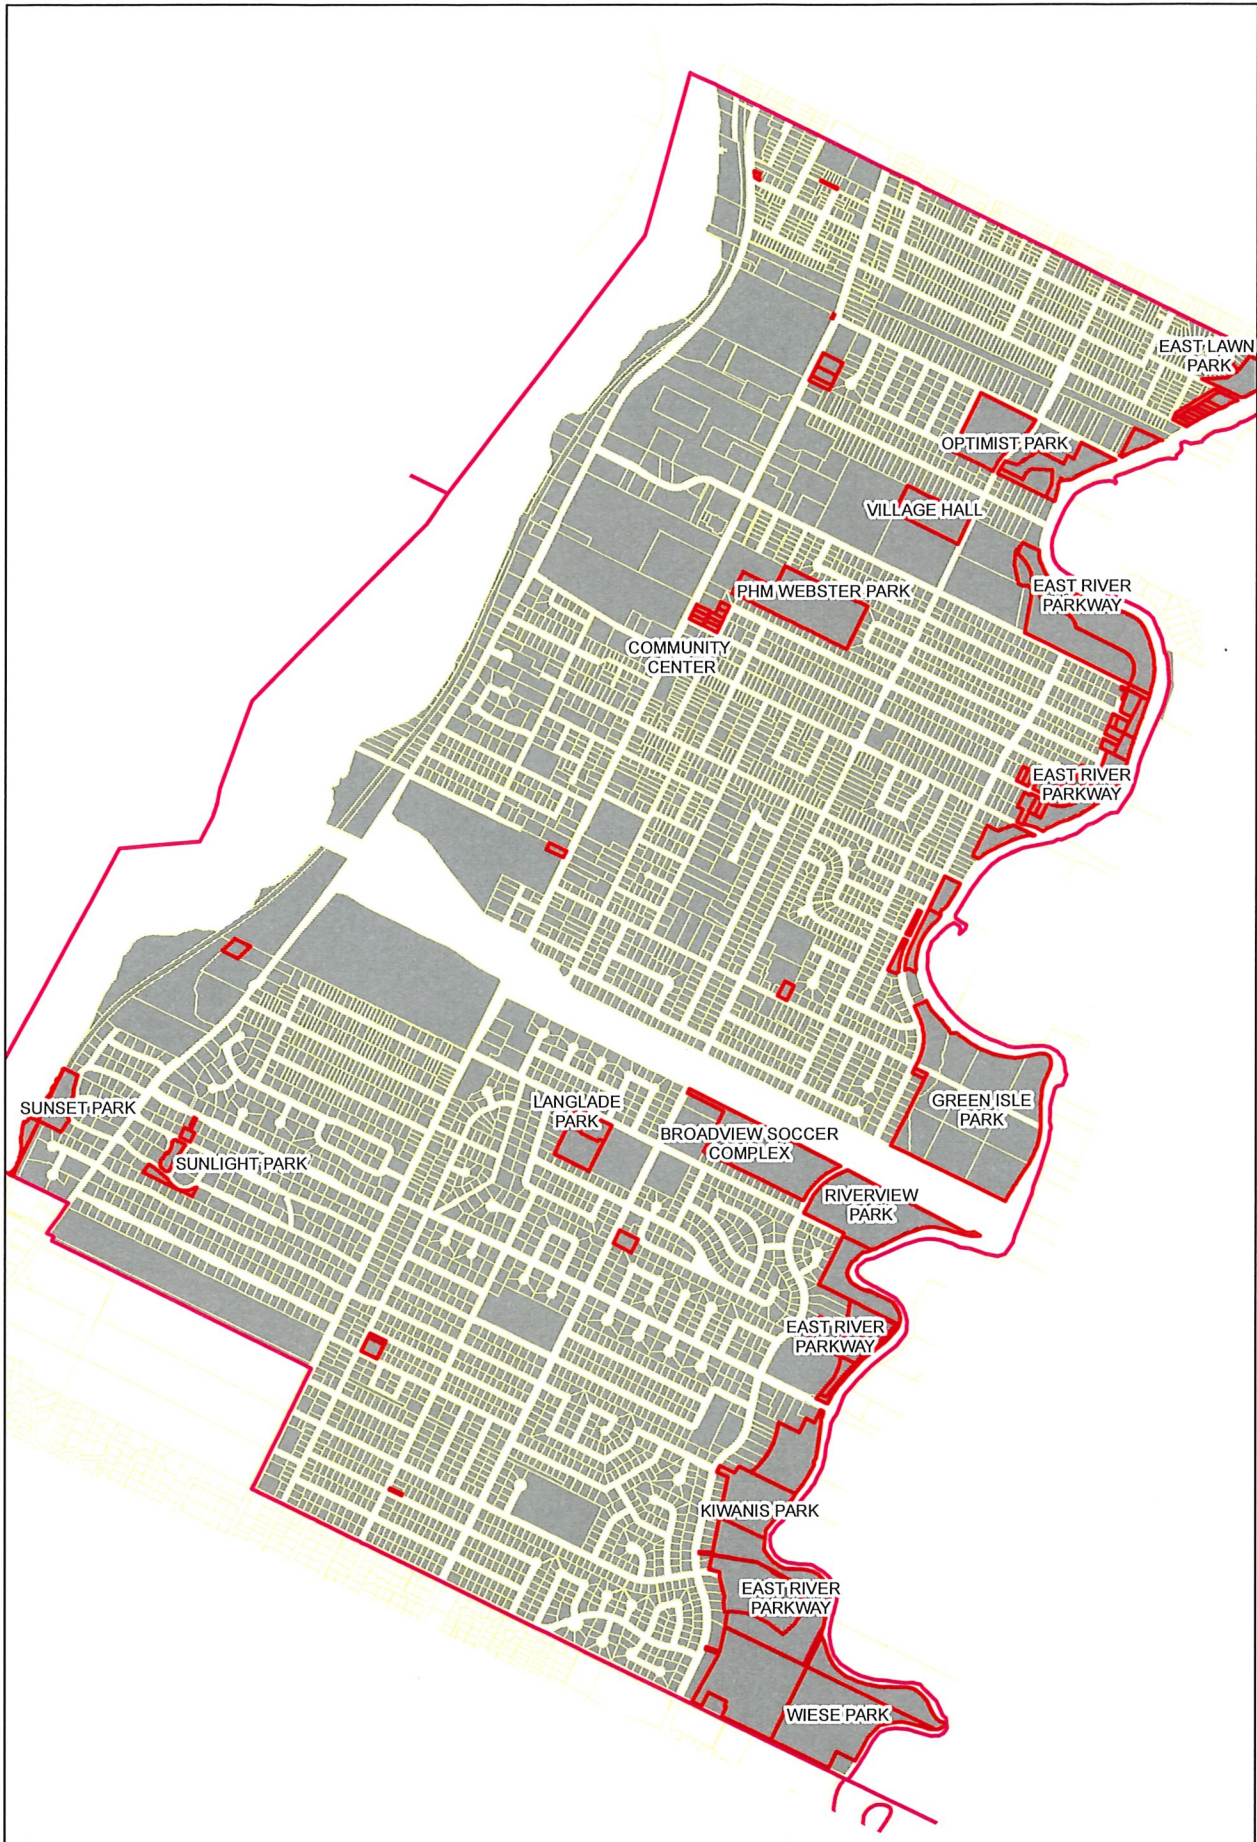 EAST LAWN
PARK
OPTIMIST PARK
VILLAGE HALL
EAST RIVER
PARKWAY
PHM WEBSTER PARK
COMMUNITY
CENTER
EAST RIVER
PARKWAY
GREEN ISLE
PARK
LANGLADE
PARK
SUNSET PARK
BROADVIEW SOCCER
COMPLEX
SUNLIGHT PARK
RIVERVIEW
PARK
EAST RIVER
PARKWAY
KIWANIS PARK
EAST RIVER
PARKWAY
WIESE PARK